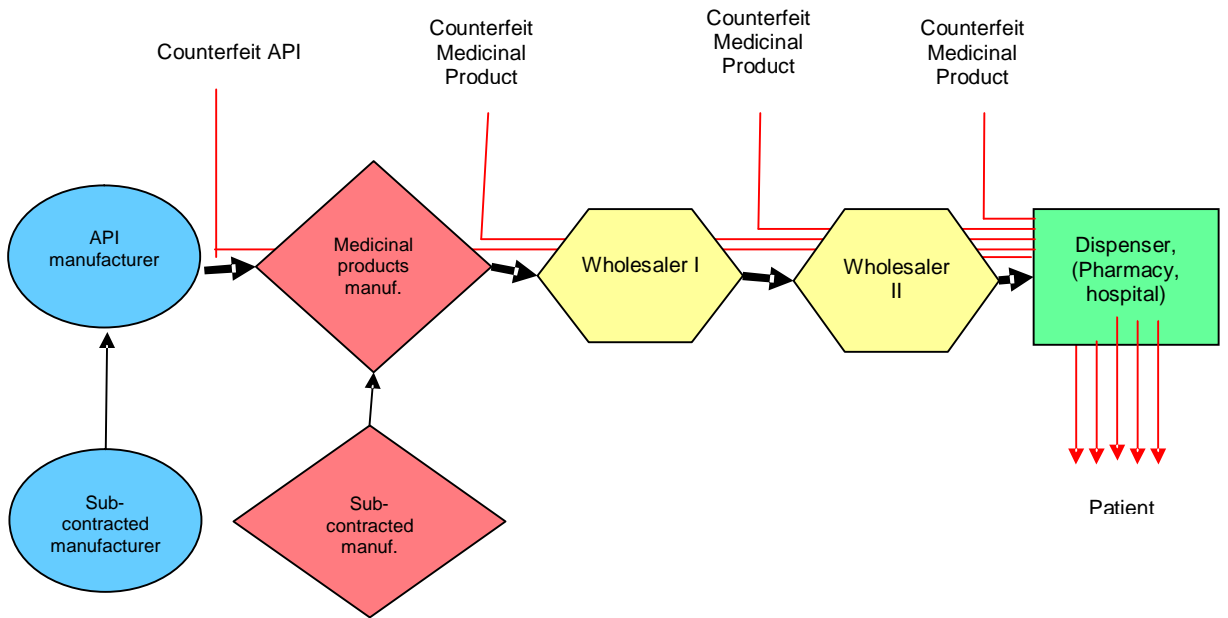 Counterfeit API
Counterfeit
Medicinal
Product
Counterfeit
Medicinal
Product
Counterfeit
Medicinal
Product
API
manufacturer
Medicinal
products
manuf.
Wholesaler I
Wholesaler
II
Dispenser,
(Pharmacy,
hospital)
Sub-
contracted
manufacturer
Sub-
contracted
manuf.
Patient